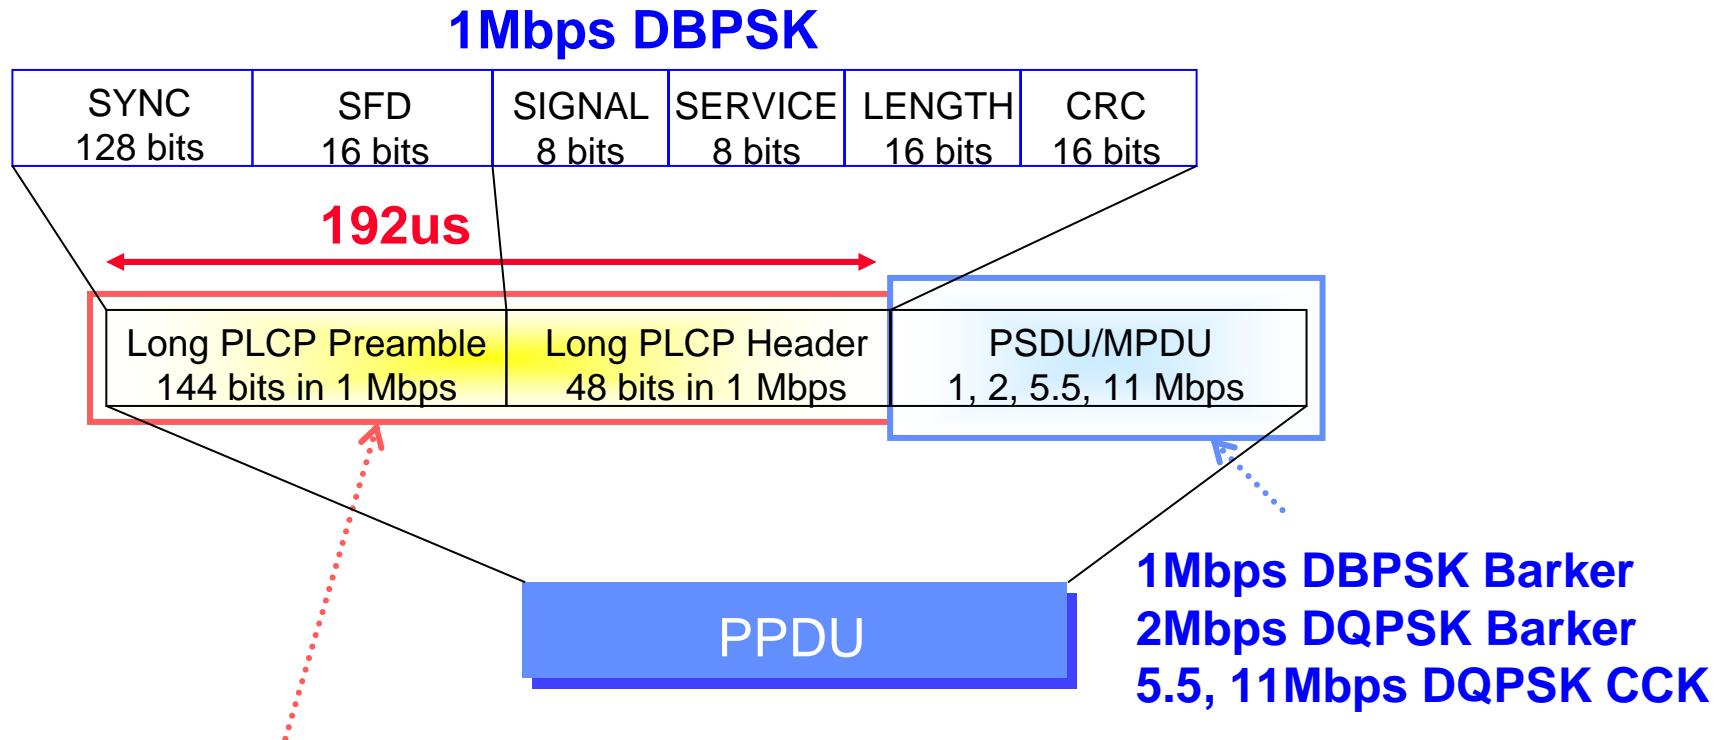 1Mbps DBPSK
SYNC SFD SIGNAL SERVICE LENGTH CRC
128 bits 16 bits 8 bits 8 bits 16 bits 16 bits
192us
Long PLCP Preamble Long PLCP Header PSDU/MPDU
144 bits in 1 Mbps 48 bits in 1 Mbps 1, 2, 5.5, 11 Mbps
1Mbps DBPSK Barker
2Mbps DQPSK Barker
5.5, 11Mbps DQPSK CCK
PPDU